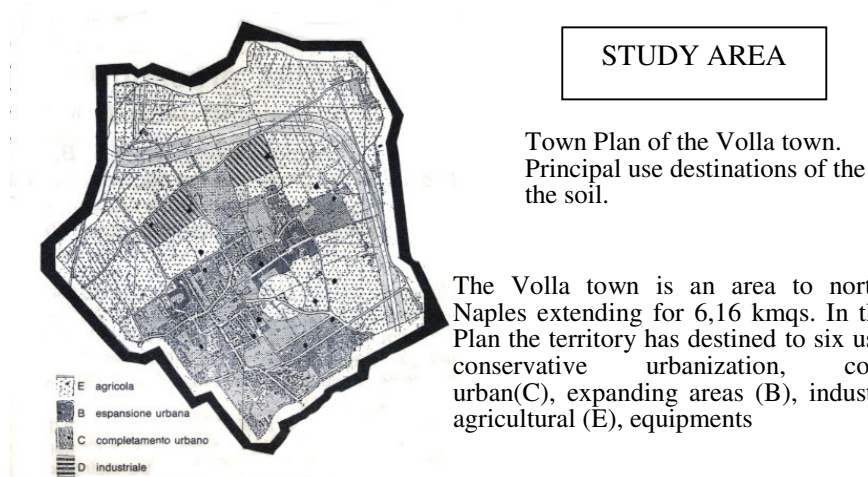 STUDY AREA
Town Plan of the Volla town.
Principal use destinations of the
the soil.
The Volla town is an area to nort
Naples extending for 6,16 kmqs. In th
Plan the territory has destined to six us
conservative urbanization, co
urban(C), expanding areas (B), indust
agricultural (E), equipments
E agricola
B espansione urbana
C completamento urbano
D industriale